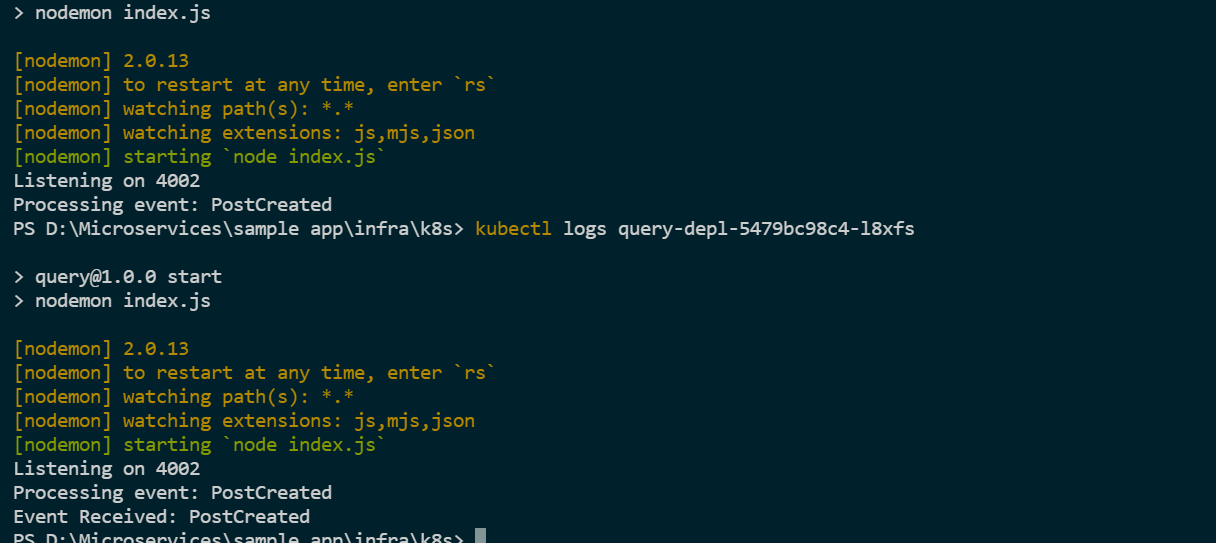 > nodemon index.js
[nodemon] 2.0.13
[nodemon] to restart at any time, enter `rs`
[nodemon] watching path(s): *.*
[nodemon] watching extensions: js,mjs,json
[nodemon] starting `node index.js`
Listening on 4002
Processing event: PostCreated
PS D:\Microservices\sample app\infra\k8s> kubectl logs query-depl-5479bc98c4-l8xfs
> query@1.0.0 start
> nodemon index.js
[nodemon] 2.0.13
[nodemon] to restart at any time, enter `rs`
[nodemon] watching path(s): *.*
[nodemon] watching extensions: js,mjs,json
[nodemon] starting `node index.js`
Listening on 4002
Processing event: PostCreated
Event Received: PostCreated
PS D:\Microservices\sample app\infra\k8s>